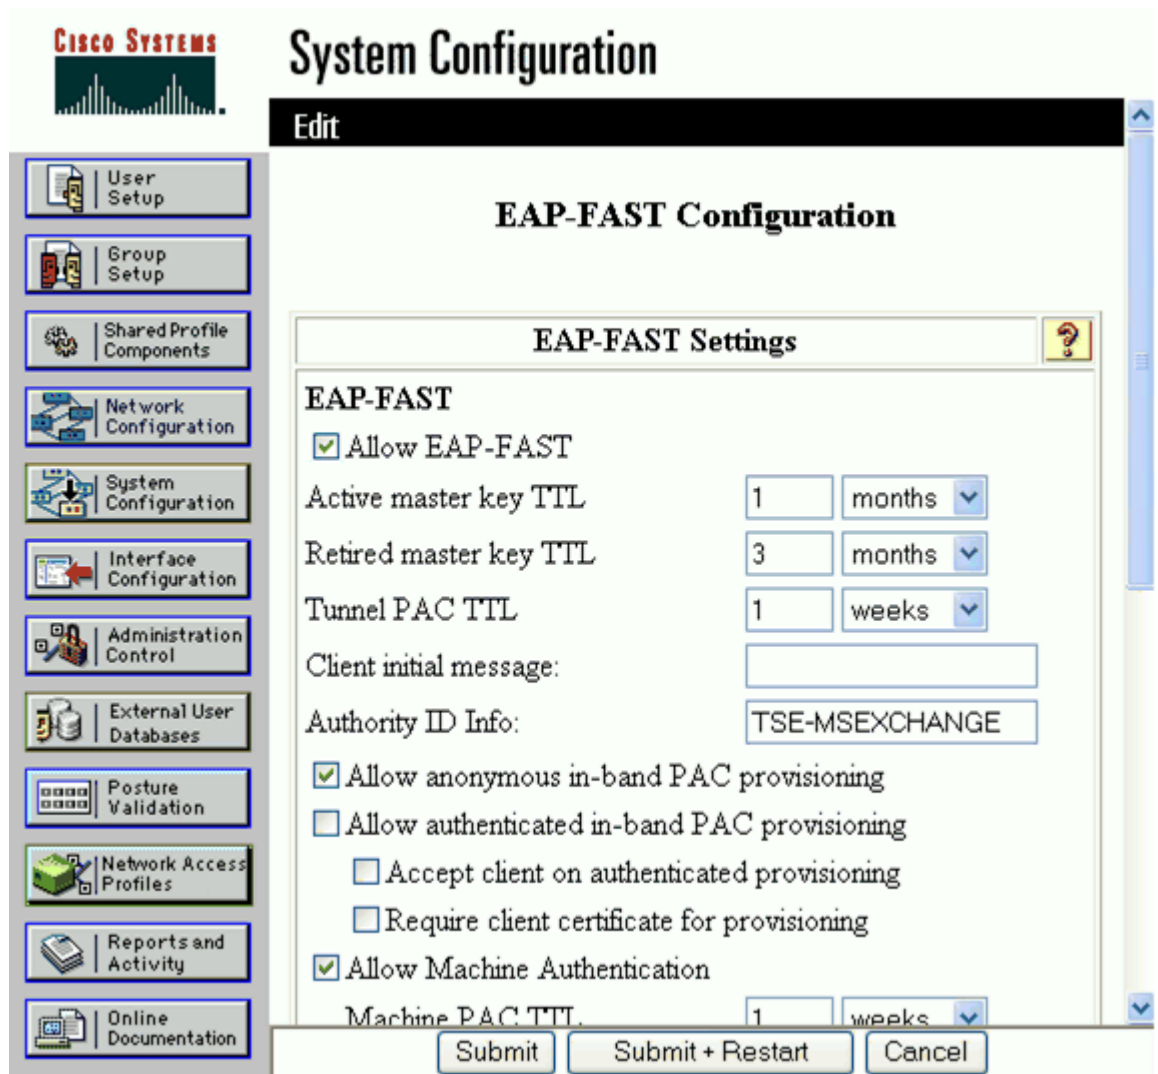 CISCO SYSTEMS
System Configuration
Edit
User
Setup
Group
Setup
Shared Profile
Components
Network
Configuration
System
Configuration
Interface
Configuration
Administration
Control
External User
Databases
Posture
Validation
Network Access
Profiles
Reports and
Activity
Online
Documentation
EAP-FAST Configuration
EAP-FAST Settings
?
EAP-FAST
Allow EAP-FAST
Active master key TTL 1 months
Retired master key TTL 3 months
Tunnel PAC TTL 1 weeks
Client initial message:
Authority ID Info: TSE-MSEXCHANGE
Allow anonymous in-band PAC provisioning
Allow authenticated in-band PAC provisioning
Accept client on authenticated provisioning
Require client certificate for provisioning
Allow Machine Authentication
Machine PAC TTL 1 weeks
Submit Submit + Restart Cancel